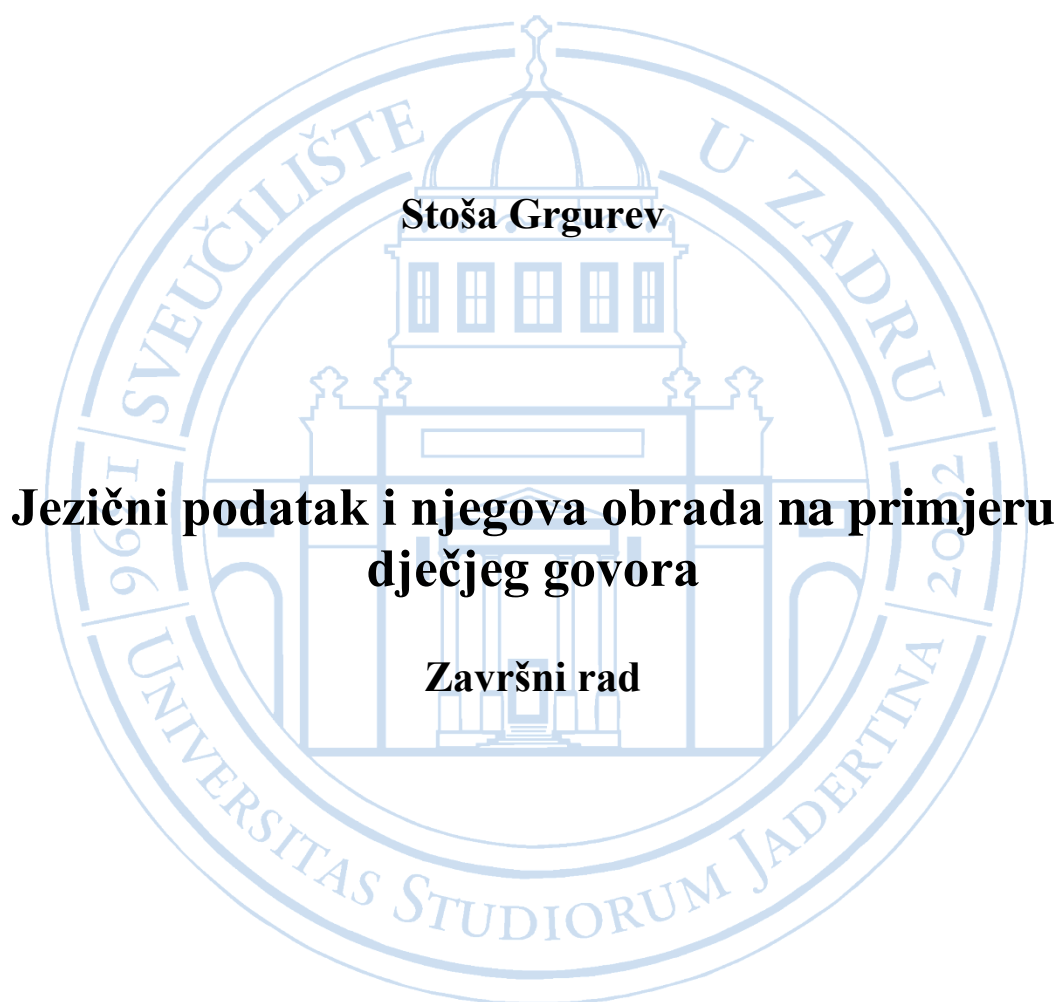 Stoša Grgurev
Jezični podatak i njegova obrada na primjeru
dječjeg govora
Završni rad
SVEUČILIŠTE U ZADRU
1396 2002
UNIVERSITAS STUDIORUM JADERTINA